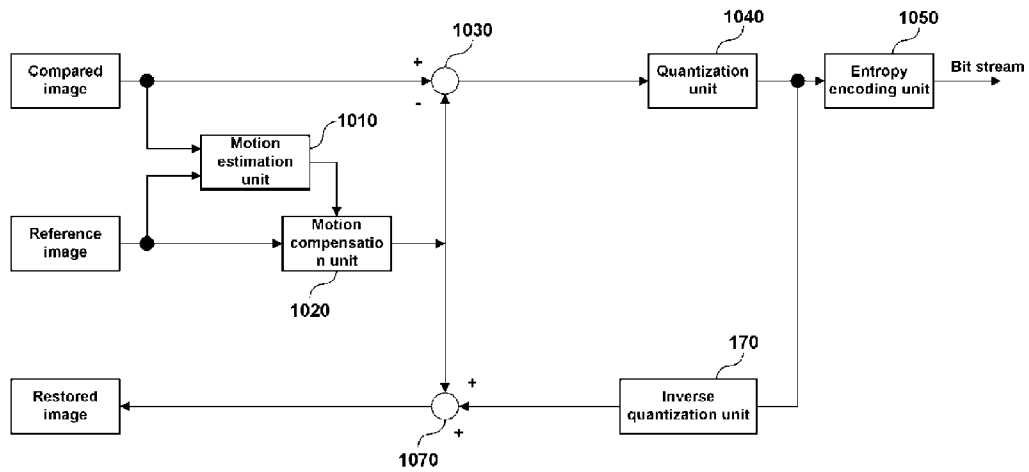 1030
1040
1050
Compared
image
+
-
Quantization
unit
Entropy
encoding unit
Bit stream
1010
Motion
estimation
unit
Reference
image
Motion
compensatio
n unit
1020
170
Restored
image
+
+
Inverse
quantization unit
1070